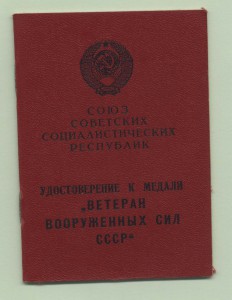 СОЮЗ
СОВЕТСКИХ
СОЦИАЛИСТИЧЕСКИХ
РЕСПУБЛИК
УДОСТОВЕРЕНИЕ К МЕДАЛИ
„ВЕТЕРАН
ВООРУЖЕННЫХ СИЛ
СССР“